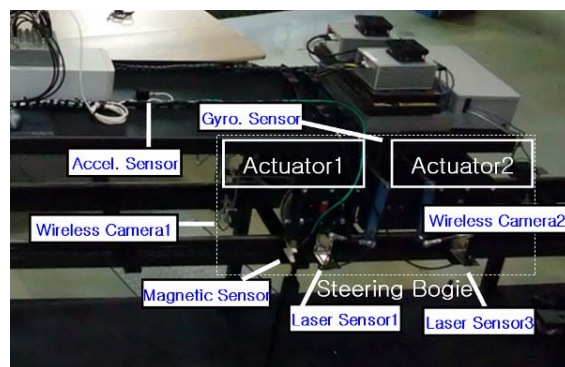 Gyro. Sensor
Accel. Sensor
Actuator1
Actuator2
Wireless Camera1
Wireless Camera2
Magnetic Sensor
Steering Bogie
Laser Sensor1
Laser Sensor3